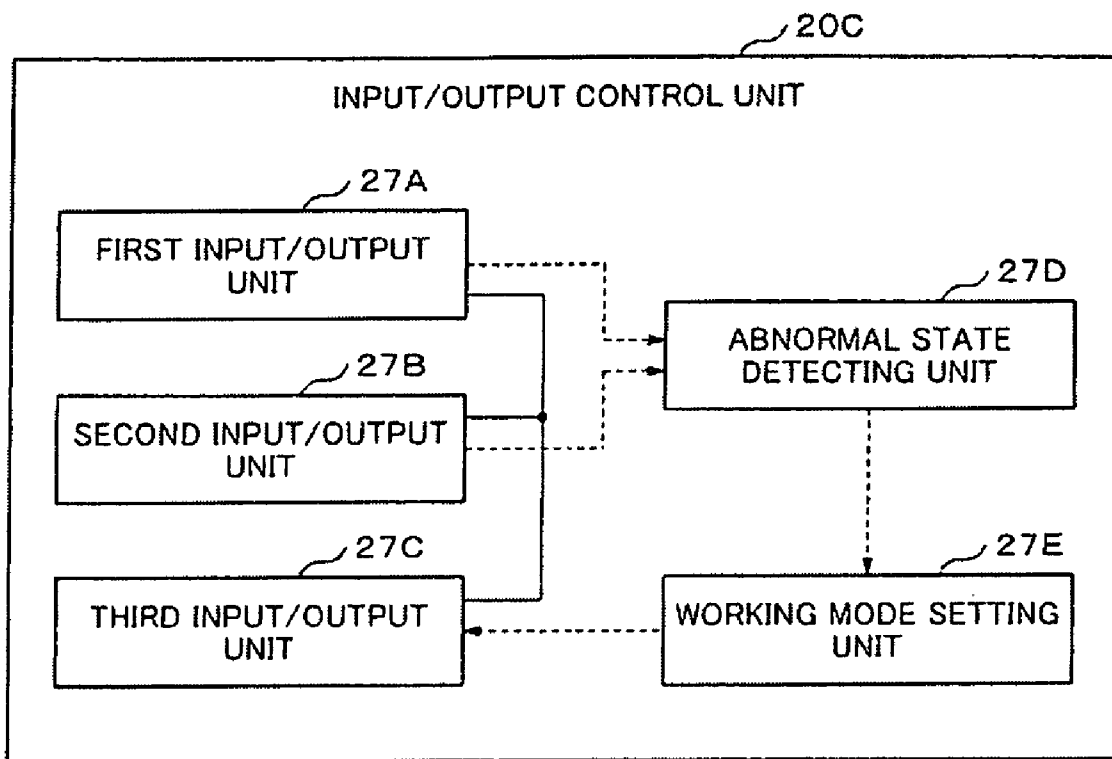 20C
INPUT/OUTPUT CONTROL UNIT
27A
FIRST INPUT/OUTPUT
UNIT
27D
ABNORMAL STATE
DETECTING UNIT
27B
SECOND INPUT/OUTPUT
UNIT
27C
THIRD INPUT/OUTPUT
UNIT
27E
WORKING MODE SETTING
UNIT